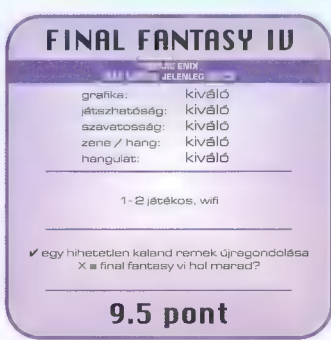 FINAL FANTASY IV
ENIX
JELENLEG
grafika: kiváló
játszhatóság: kiváló
szavatosság: kiváló
zene / hang: kiváló
hangulat: kiváló
1-2 játékos, wifi
✔ egy hihetetlen kaland remek újragondolása
X ■ final fantasy vi hol marad?
9.5 pont